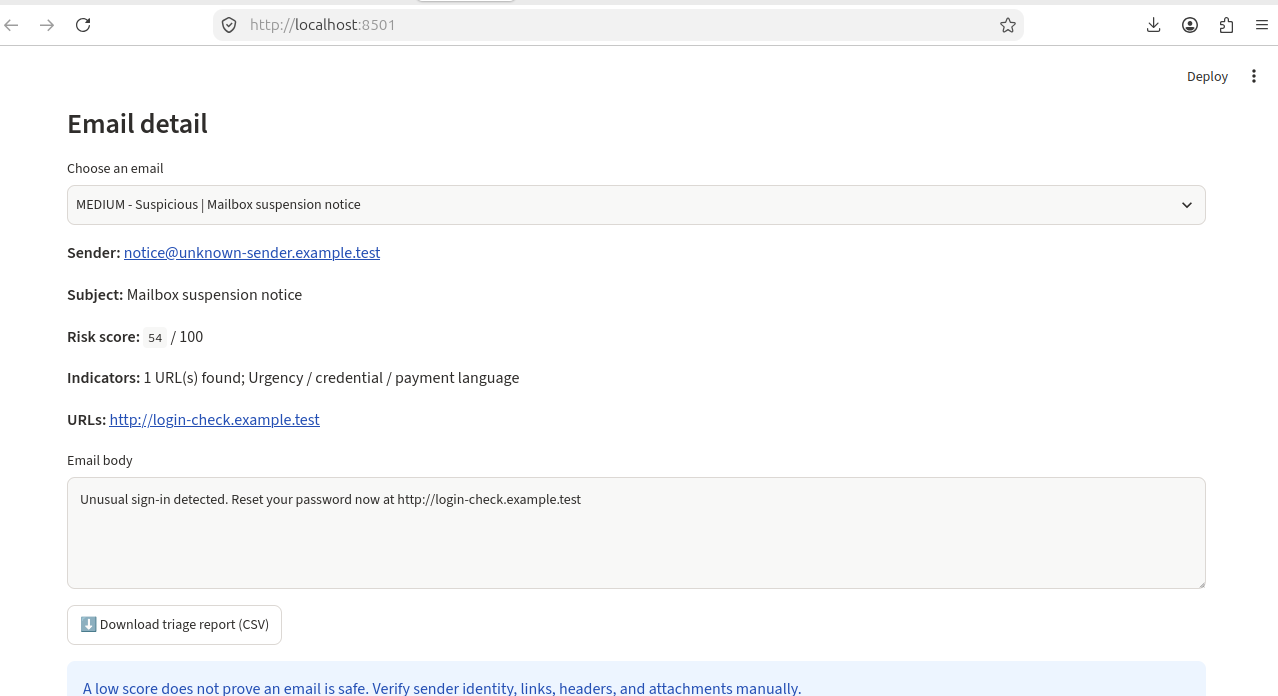 http://localhost:8501
Deploy
Email detail
Choose an email
MEDIUM - Suspicious | Mailbox suspension notice
Sender: notice@unknown-sender.example.test
Subject: Mailbox suspension notice
Risk score: 54 / 100
Indicators: 1 URL(s) found; Urgency / credential / payment language
URLs: http://login-check.example.test
Email body
Unusual sign-in detected. Reset your password now at http://login-check.example.test
Download triage report (CSV)
A low score does not prove an email is safe. Verify sender identity, links, headers, and attachments manually.